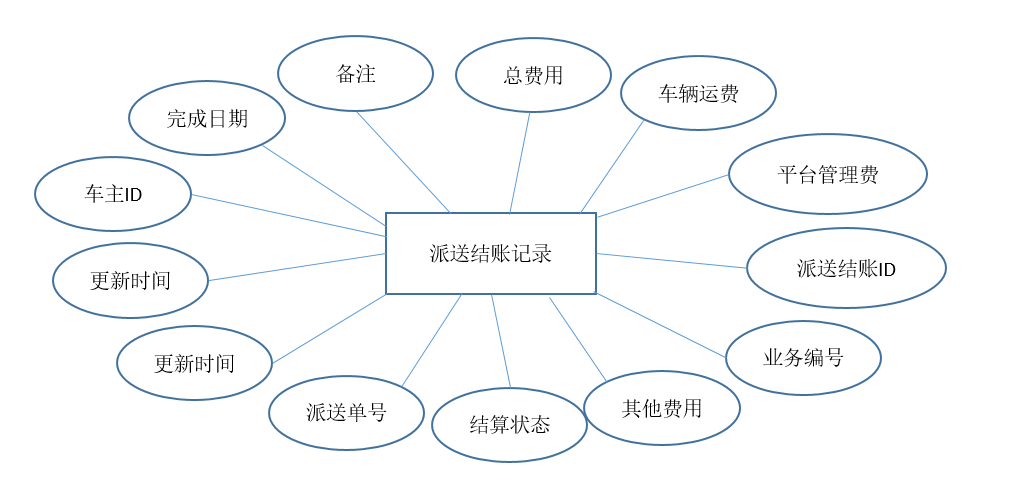 备注
总费用
车辆运费
完成日期
平台管理费
车主ID
派送结账记录
派送结账ID
更新时间
业务编号
更新时间
其他费用
派送单号
结算状态